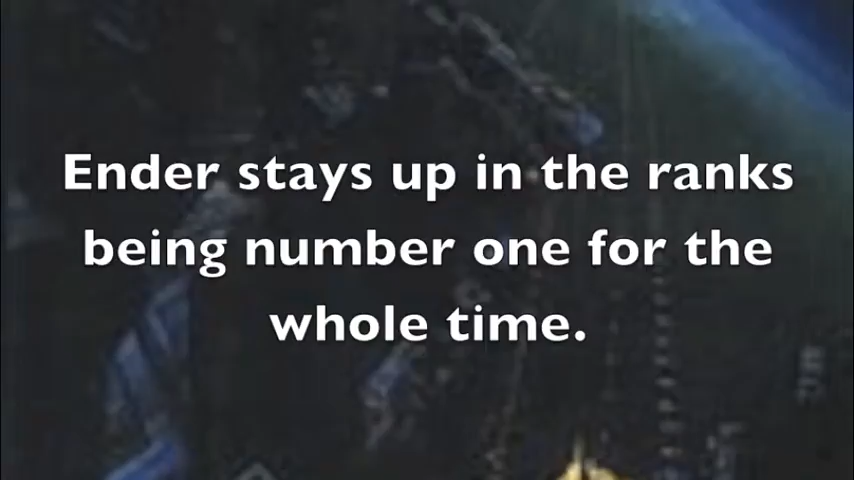 Ender stays up in the ranks
being number one for the
whole time.